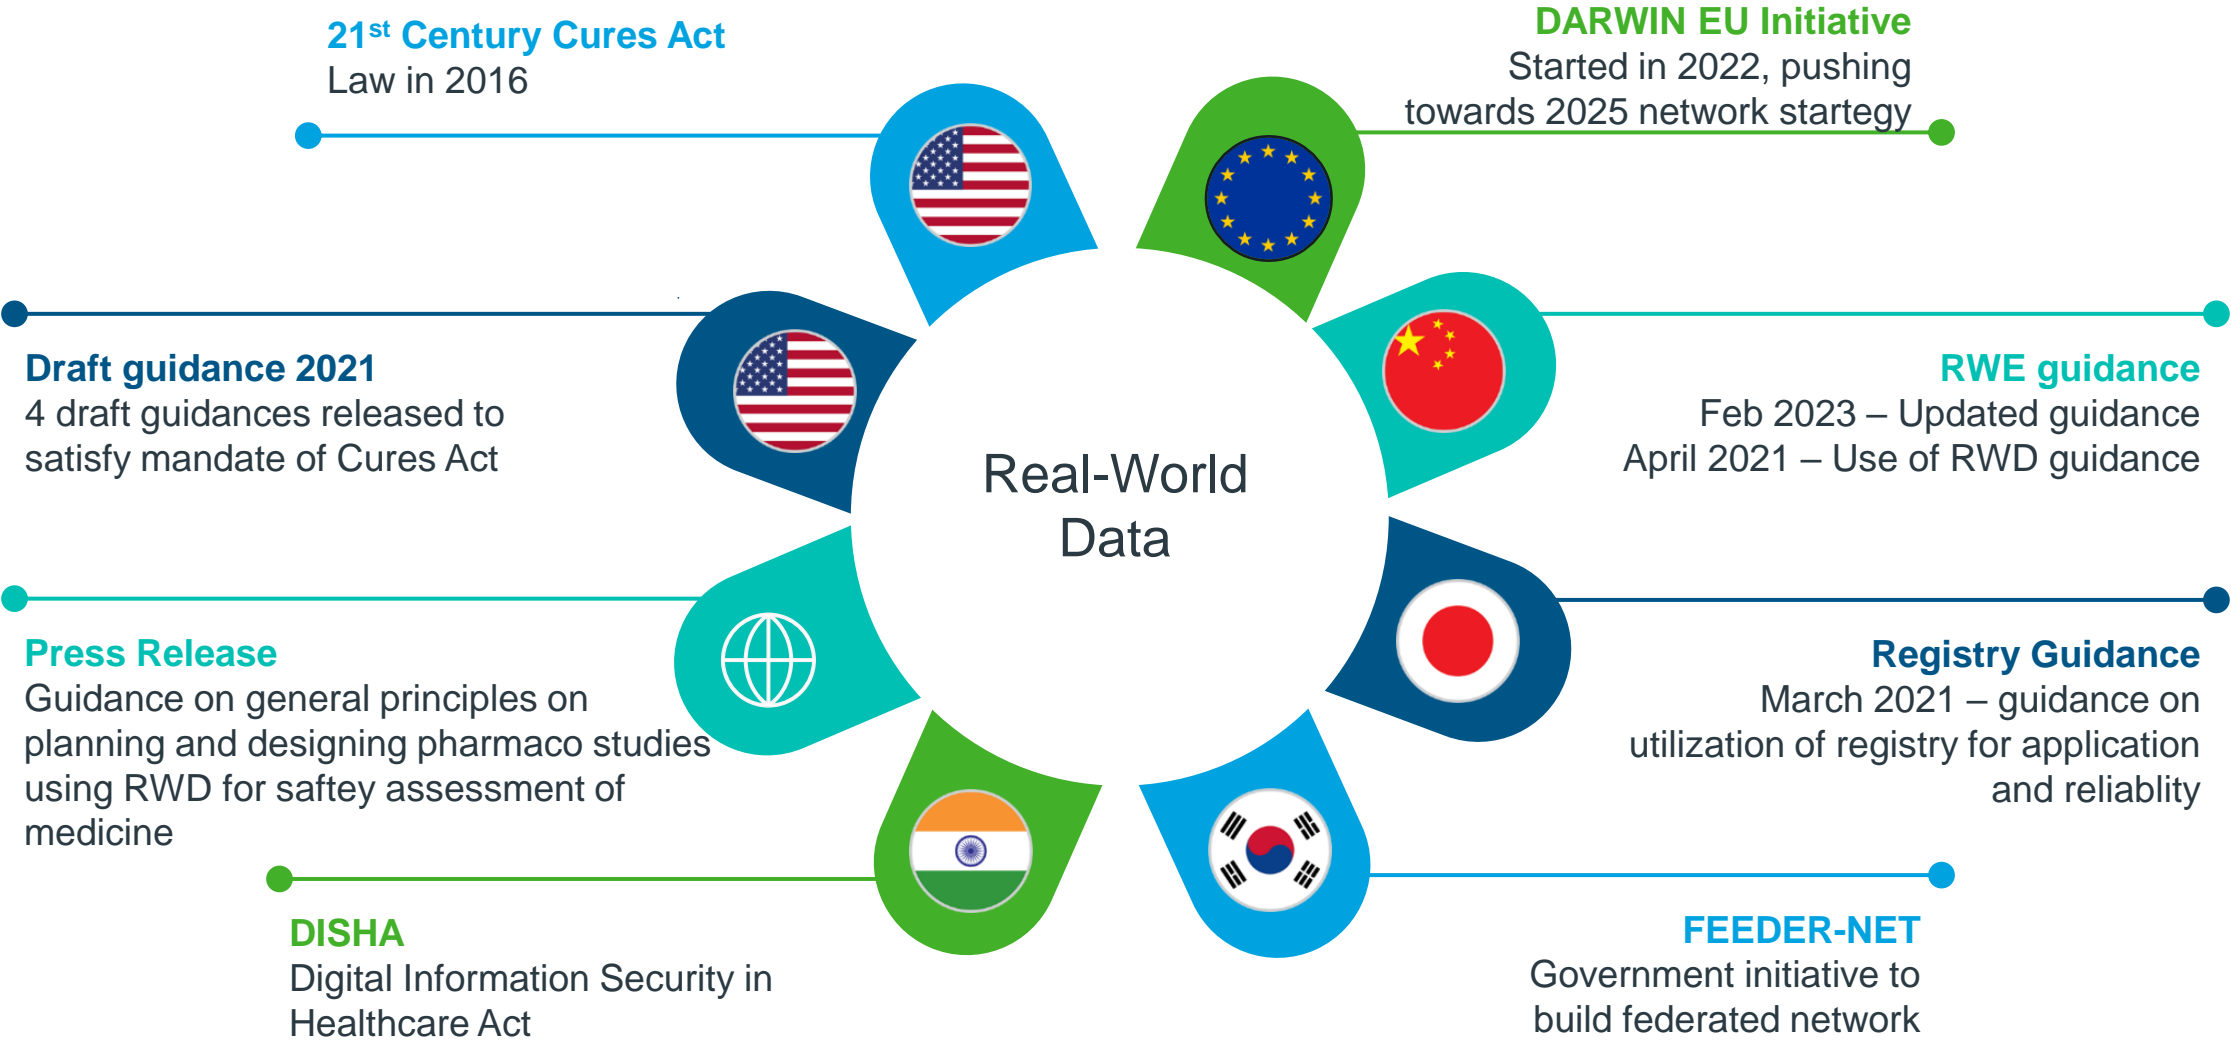 21st Century Cures Act
Law in 2016
DARWIN EU Initiative
Started in 2022, pushing
towards 2025 network startegy
Draft guidance 2021
4 draft guidances released to
satisfy mandate of Cures Act
RWE guidance
Feb 2023 – Updated guidance
April 2021 – Use of RWD guidance
Real-World
Data
Press Release
Guidance on general principles on
planning and designing pharmaco studies
using RWD for saftey assessment of
medicine
Registry Guidance
March 2021 – guidance on
utilization of registry for application
and reliablity
DISHA
Digital Information Security in
Healthcare Act
FEEDER-NET
Government initiative to
build federated network